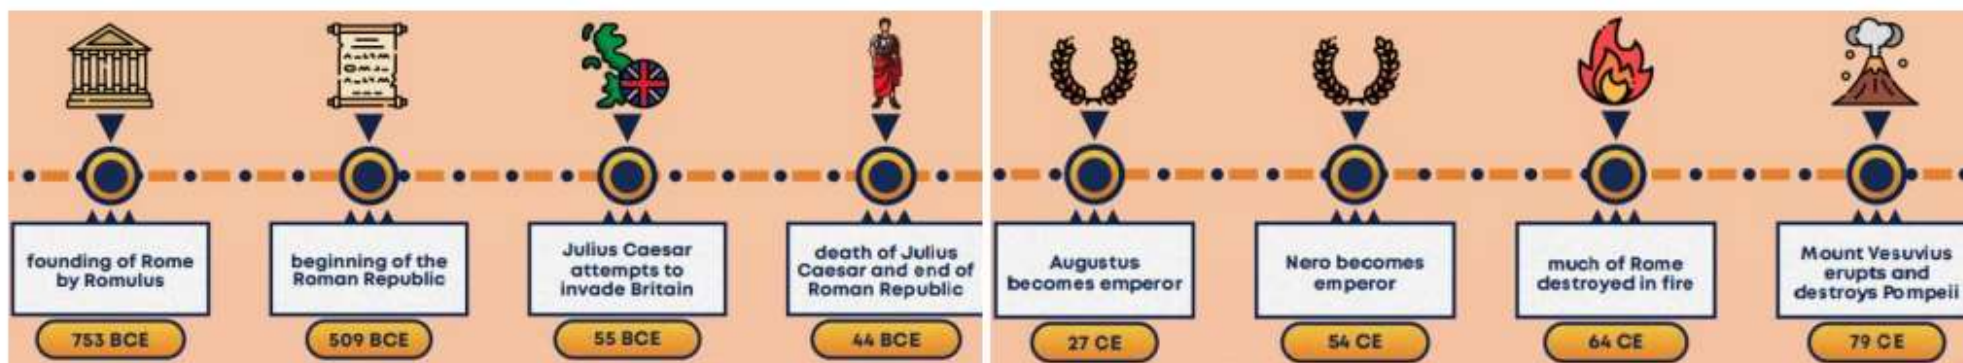 founding of Rome
by Romulus
753 BCE
beginning of the
Roman Republic
509 BCE
Julius Caesar
attempts to
invade Britain
55 BCE
death of Julius
Caesar and end of
Roman Republic
44 BCE
Augustus
becomes emperor
27 CE
Nero becomes
emperor
54 CE
much of Rome
destroyed in fire
64 CE
Mount Vesuvius
erupts and
destroys Pompeii
79 CE